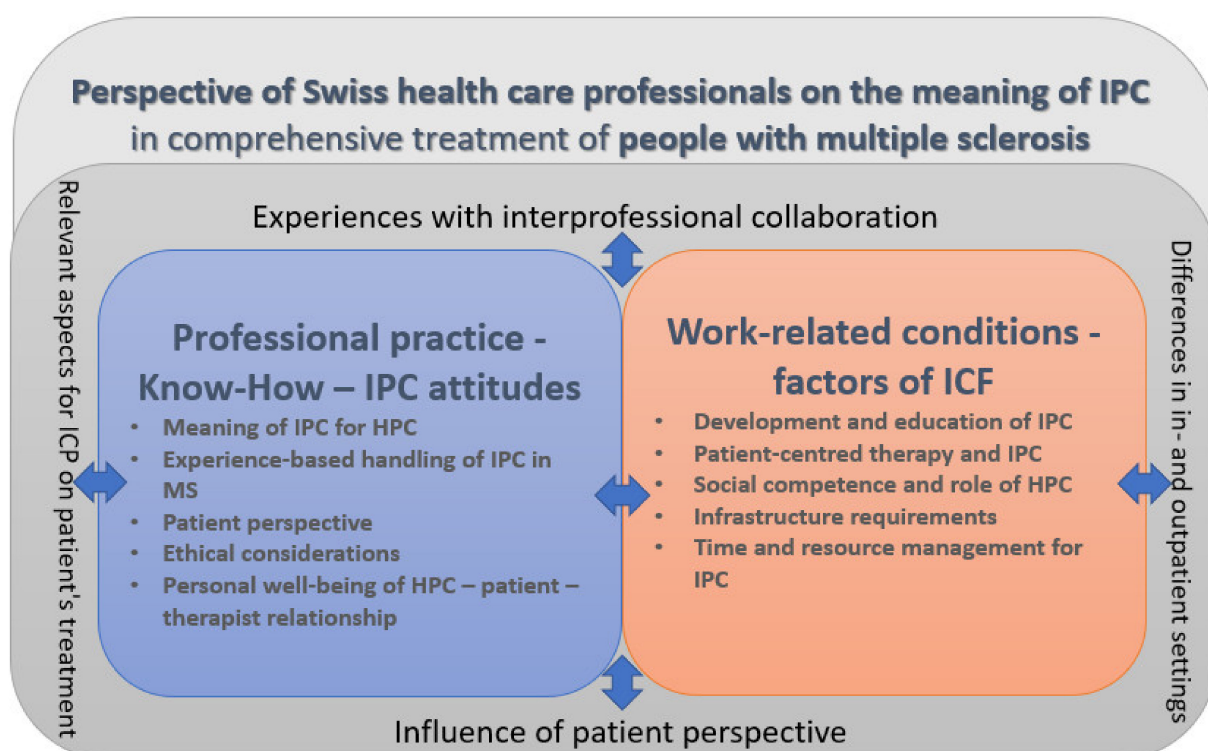 Perspective of Swiss health care professionals on the meaning of IPC
in comprehensive treatment of people with multiple sclerosis
Relevant aspects for ICP on patient's treatment
Experiences with interprofessional collaboration
Professional practice -
Know-How – IPC attitudes
• Meaning of IPC for HPC
• Experience-based handling of IPC in
MS
• Patient perspective
• Ethical considerations
• Personal well-being of HPC – patient –
therapist relationship
Work-related conditions -
factors of ICF
• Development and education of IPC
• Patient-centred therapy and IPC
• Social competence and role of HPC
• Infrastructure requirements
• Time and resource management for
IPC
Differences in in- and outpatient settings
Influence of patient perspective